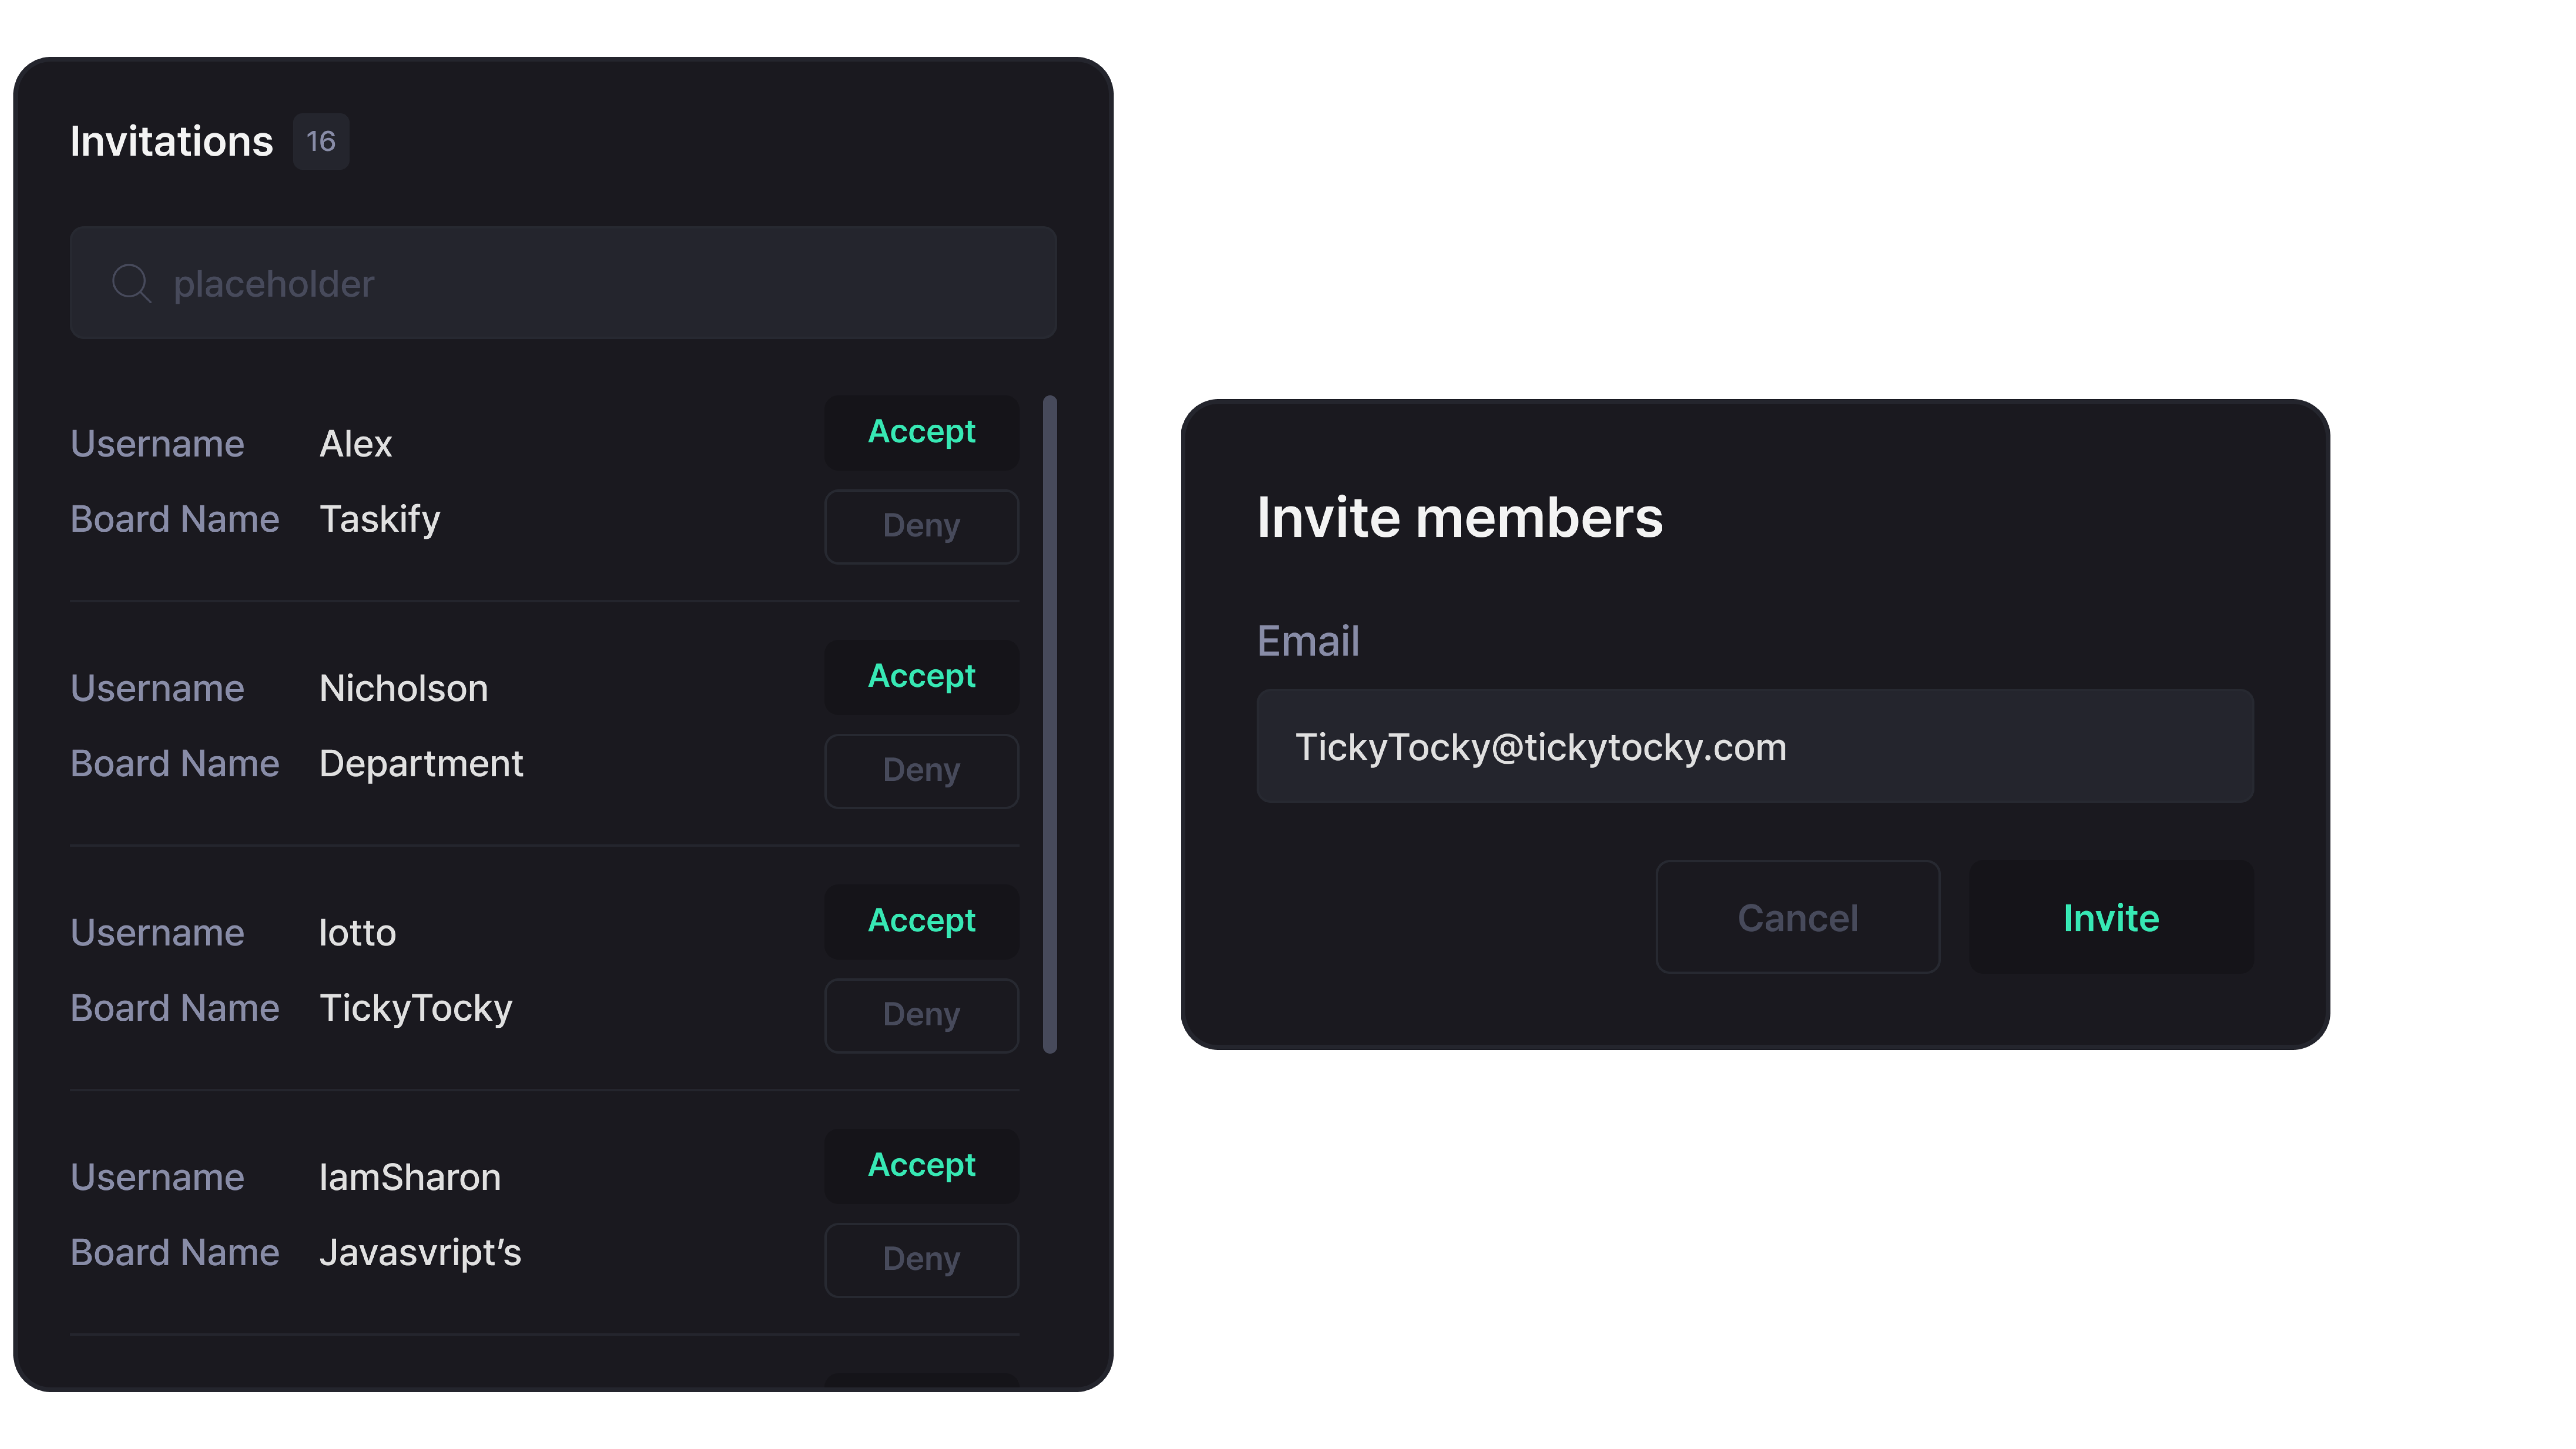 Invitations 16
placeholder
Username Alex
Accept
Board Name Taskify
Deny
Username Nicholson
Accept
Board Name Department
Deny
Username lotto
Accept
Board Name TickyTocky
Deny
Username IamSharon
Accept
Board Name Javasvript’s
Deny
Invite members
Email
TickyTocky@tickytocky.com
Cancel Invite